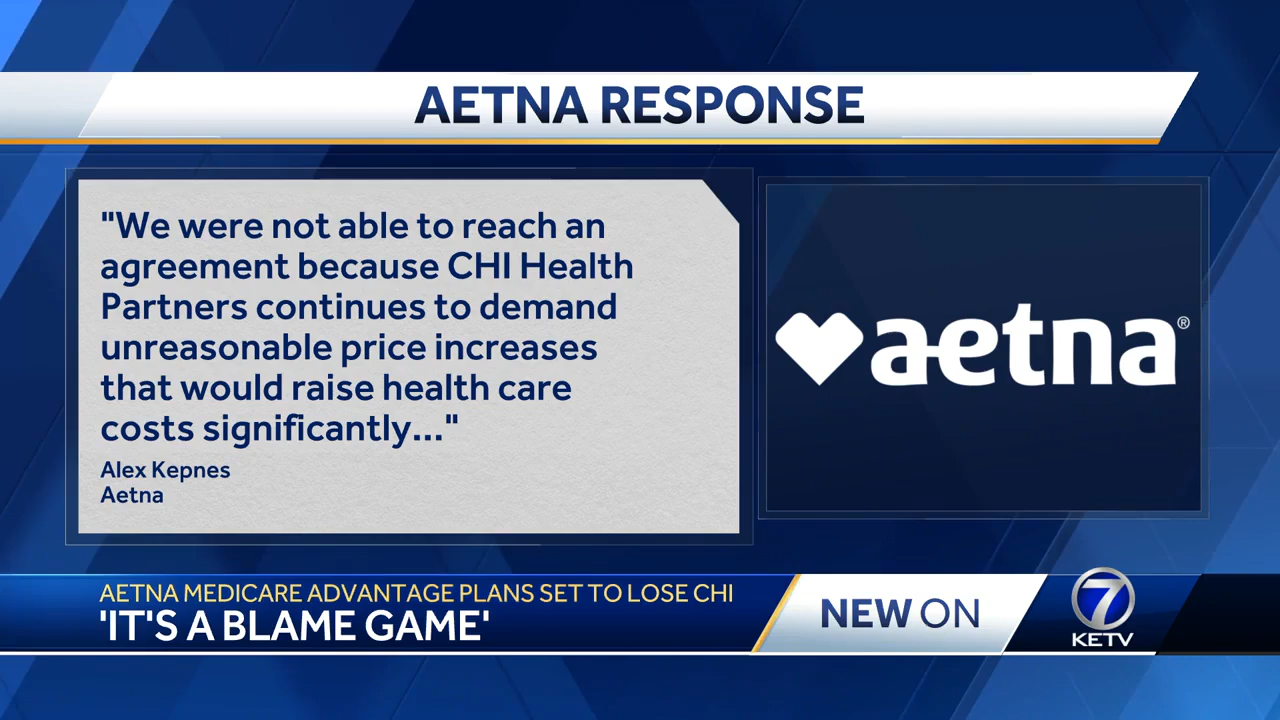 AETNA RESPONSE
"We were not able to reach an
agreement because CHI Health
Partners continues to demand
unreasonable price increases
that would raise health care
costs significantly..."
Alex Kepnes
Aetna
aetna®
AETNA MEDICARE ADVANTAGE PLANS SET TO LOSE CHI
'IT'S A BLAME GAME'
NEW ON
7
KETV